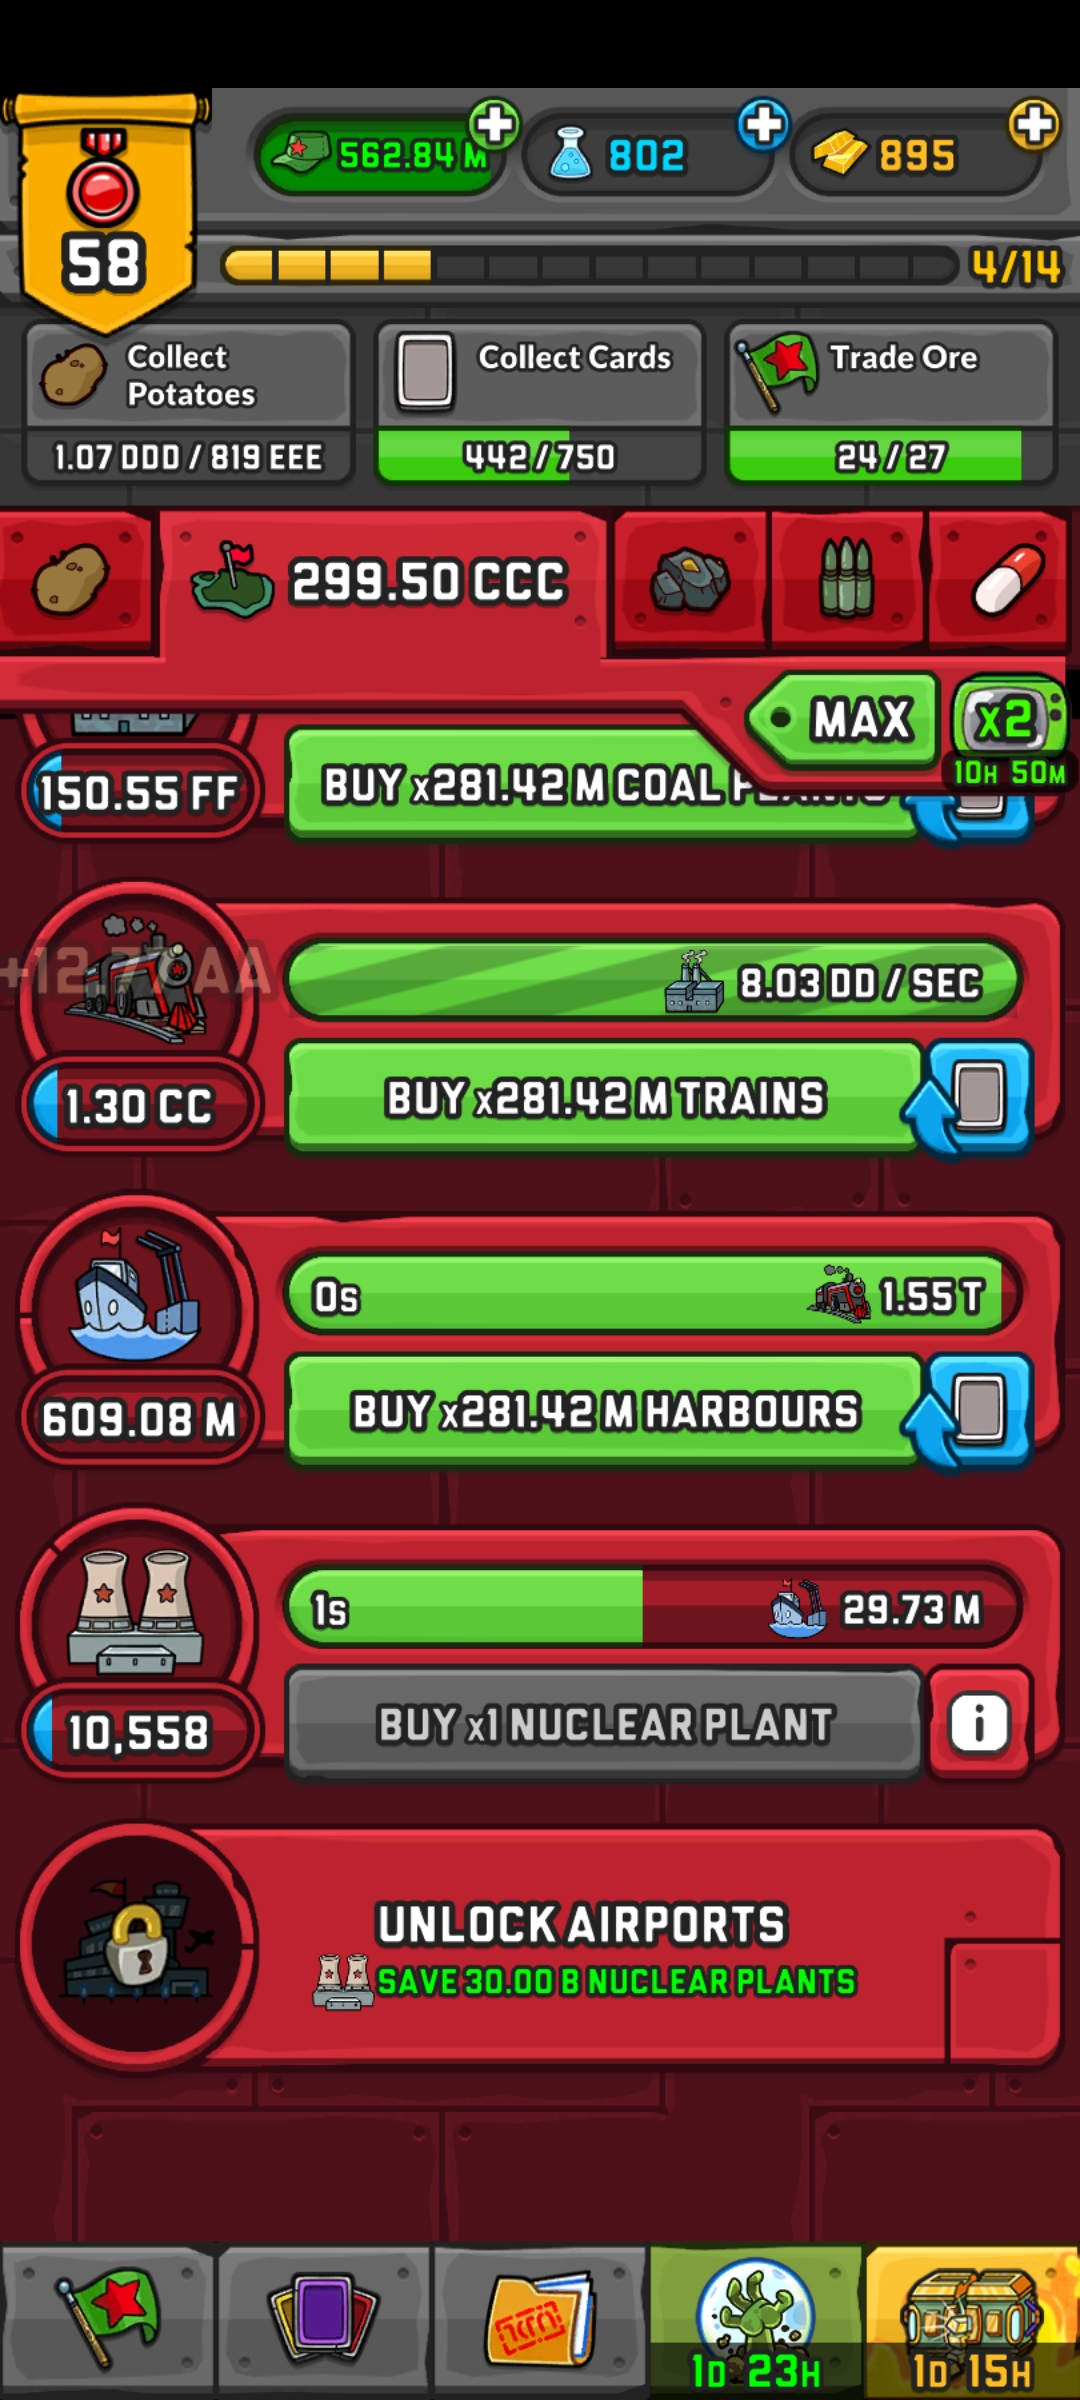 562.84 M
802
895
58
4/14
Collect
Potatoes
1.07 DDD / 819 EEE
Collect Cards
442/750
Trade Ore
24/27
299.50 CCC
MAX
x2
10H 50M
150.55 FF
BUY x281.42 M COAL PLANTS
+12.77 AA
8.03 DD / SEC
1.30 CC
BUY x281.42 M TRAINS
0s
1.55 T
609.08 M
BUY x281.42 M HARBOURS
1s
29.73 M
10,558
BUY x1 NUCLEAR PLANT
i
UNLOCK AIRPORTS
SAVE 30.00 B NUCLEAR PLANTS
1D 23H
1D 15H